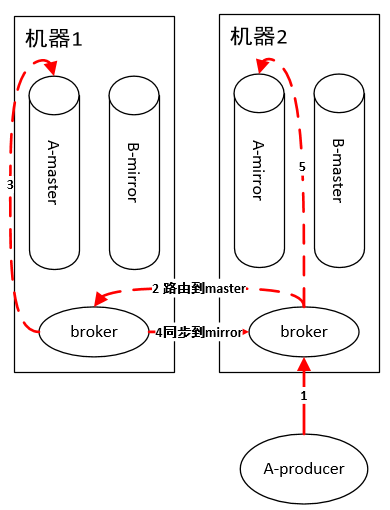 机器1
机器2
A-master
B-mirror
A-mirror
B-master
3
5
2 路由到master
broker
4同步到mirror
broker
1
A-producer